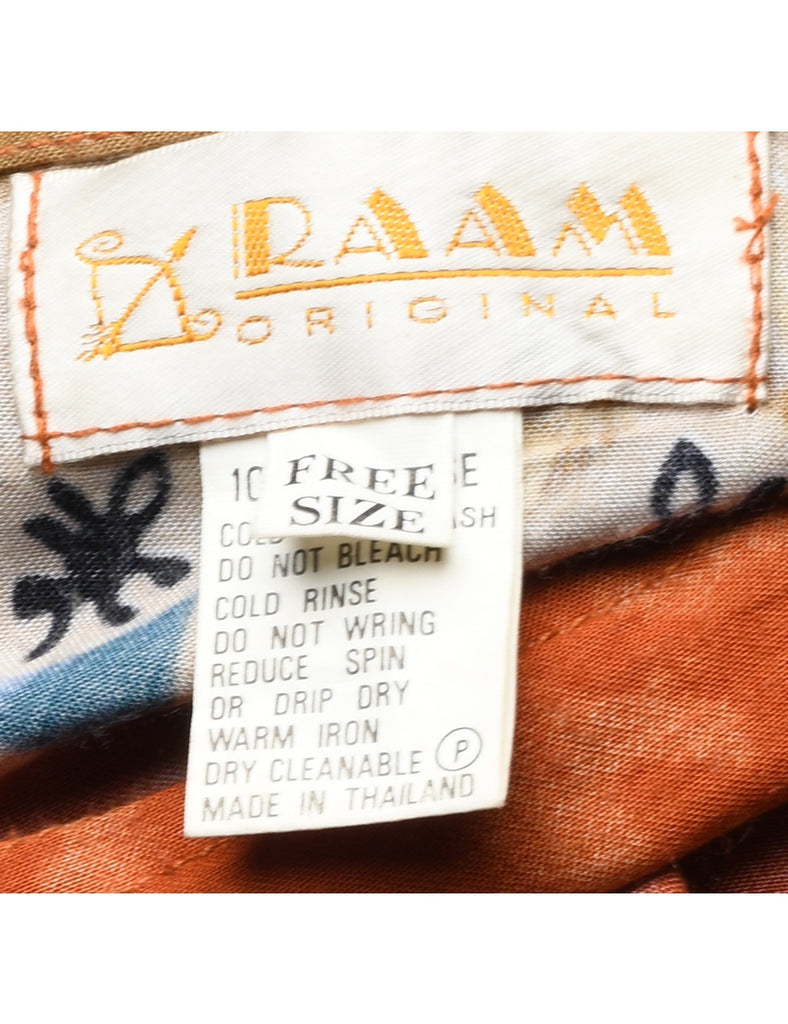 RAAM
ORIGINAL
FREE
SIZE
DO NOT BLEACH
COLD RINSE
DO NOT WRING
REDUCE SPIN
OR DRIP DRY
WARM IRON
DRY CLEANABLE P
MADE IN THAILAND